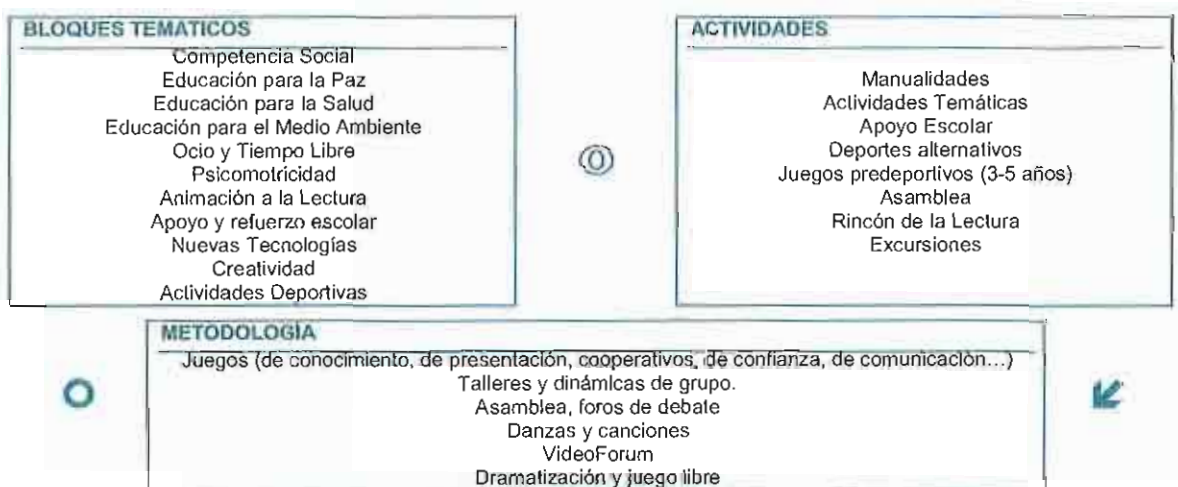 BLOQUES TEMATICOS
Competencia Social
Educación para la Paz
Educación para la Salud
Educación para el Medio Ambiente
Ocio y Tiempo Libre
Psicomotricidad
Animación a la Lectura
Apoyo y refuerzo escolar
Nuevas Tecnologías
Creatividad
Actividades Deportivas
ACTIVIDADES
Manualidades
Actividades Temáticas
Apoyo Escolar
Deportes alternativos
Juegos predeportivos (3-5 años)
Asamblea
Rincón de la Lectura
Excursiones
METODOLOGÍA
Juegos (de conocimiento, de presentación, cooperativos, de confianza, de comunicación...)
Talleres y dinámicas de grupo.
Asamblea, foros de debate
Danzas y canciones
VideoForum
Dramatización y juego libre